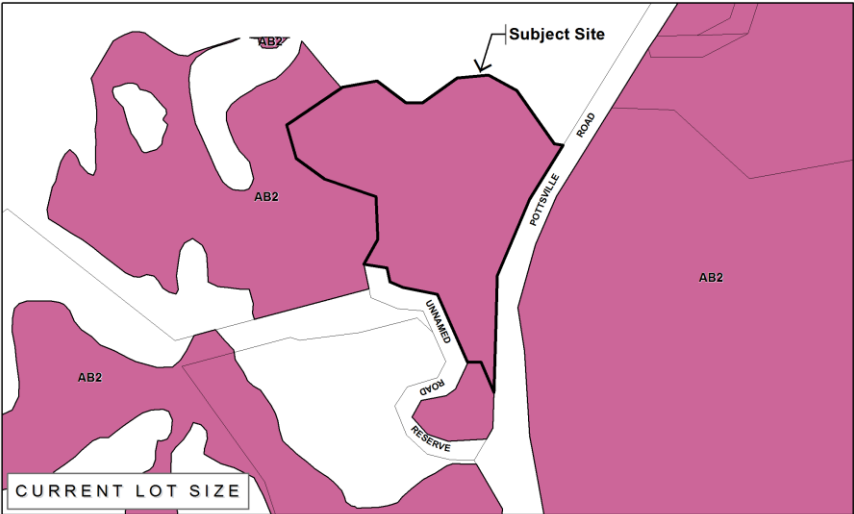 AB2
Subject Site
POTTSVILLE ROAD
AB2
AB2
UNNAMED
AB2
ROAD
RESERVE
CURRENT LOT SIZE